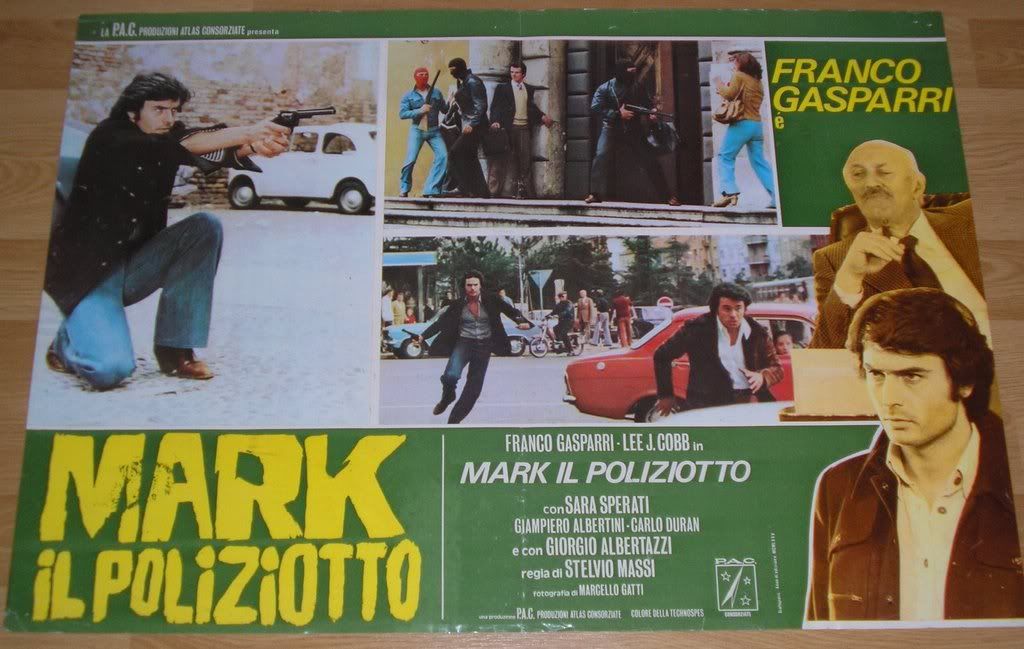 LA P.A.C. PRODUZIONI ATLAS CONSORZIATE presenta
FRANCO
GASPARRI
è
MARK
IL POLIZIOTTO
FRANCO GASPARRI - LEE J. COBB in
MARK IL POLIZIOTTO
con SARA SPERATI
GIAMPIERO ALBERTINI - CARLO DURAN
e con GIORGIO ALBERTAZZI
regia di STELVIO MASSI
fotografia di MARCELLO GATTI
una produzione P.A.C. PRODUZIONI ATLAS CONSORZIATE COLORE DELLA TECHNOSPES
P.A.C.
CONSORZIATE